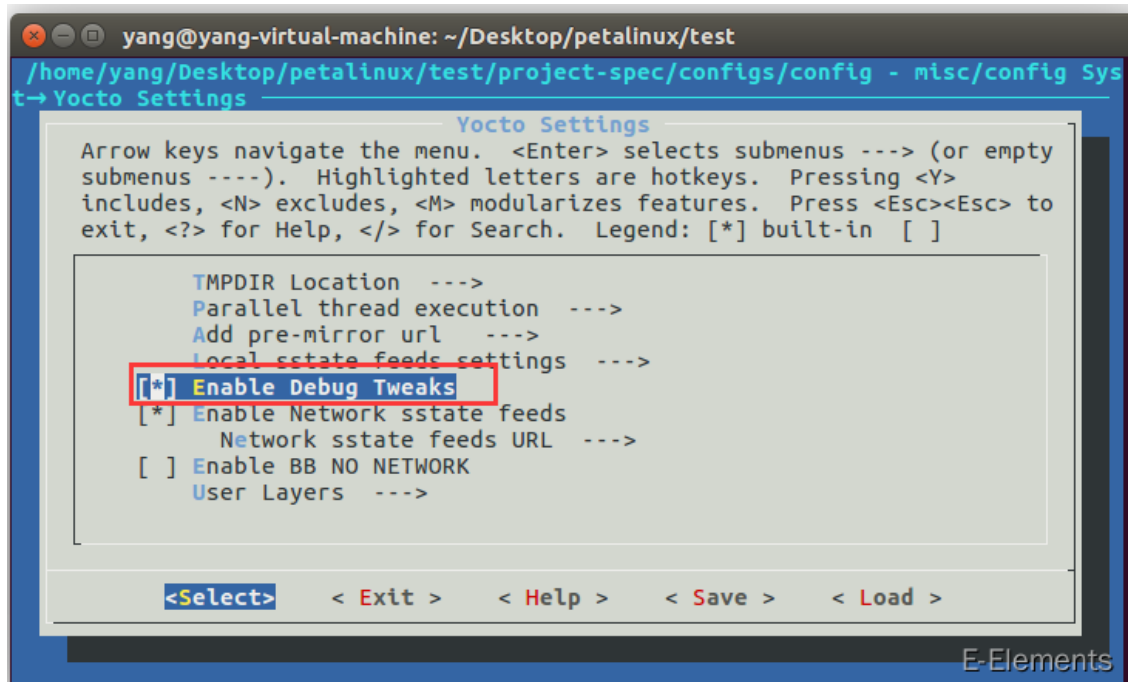 yang@yang-virtual-machine: ~/Desktop/petalinux/test
/home/yang/Desktop/petalinux/test/project-spec/configs/config - misc/config Sys
t→Yocto Settings
Yocto Settings
Arrow keys navigate the menu.  <Enter> selects submenus ---> (or empty
submenus ----).  Highlighted letters are hotkeys.  Pressing <Y>
includes, <N> excludes, <M> modularizes features.  Press <Esc><Esc> to
exit, <?> for Help, </> for Search.  Legend: [*] built-in  [ ]
TMPDIR Location  --->
Parallel thread execution  --->
Add pre-mirror url   --->
Local sstate feeds settings  --->
[*] Enable Debug Tweaks
[*] Enable Network sstate feeds
Network sstate feeds URL  --->
[ ] Enable BB NO NETWORK
User Layers  --->
<Select>    < Exit >    < Help >    < Save >    < Load >
E-Elements